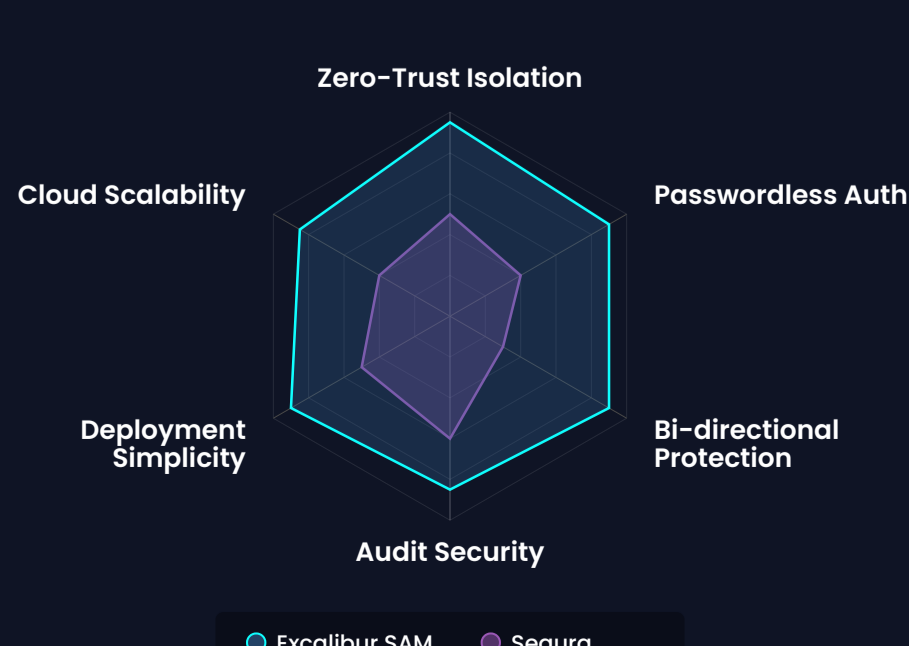 Zero-Trust Isolation
Cloud Scalability
Passwordless Auth
Deployment
Simplicity
Bi-directional
Protection
Audit Security
Excalibur SAM
Segura